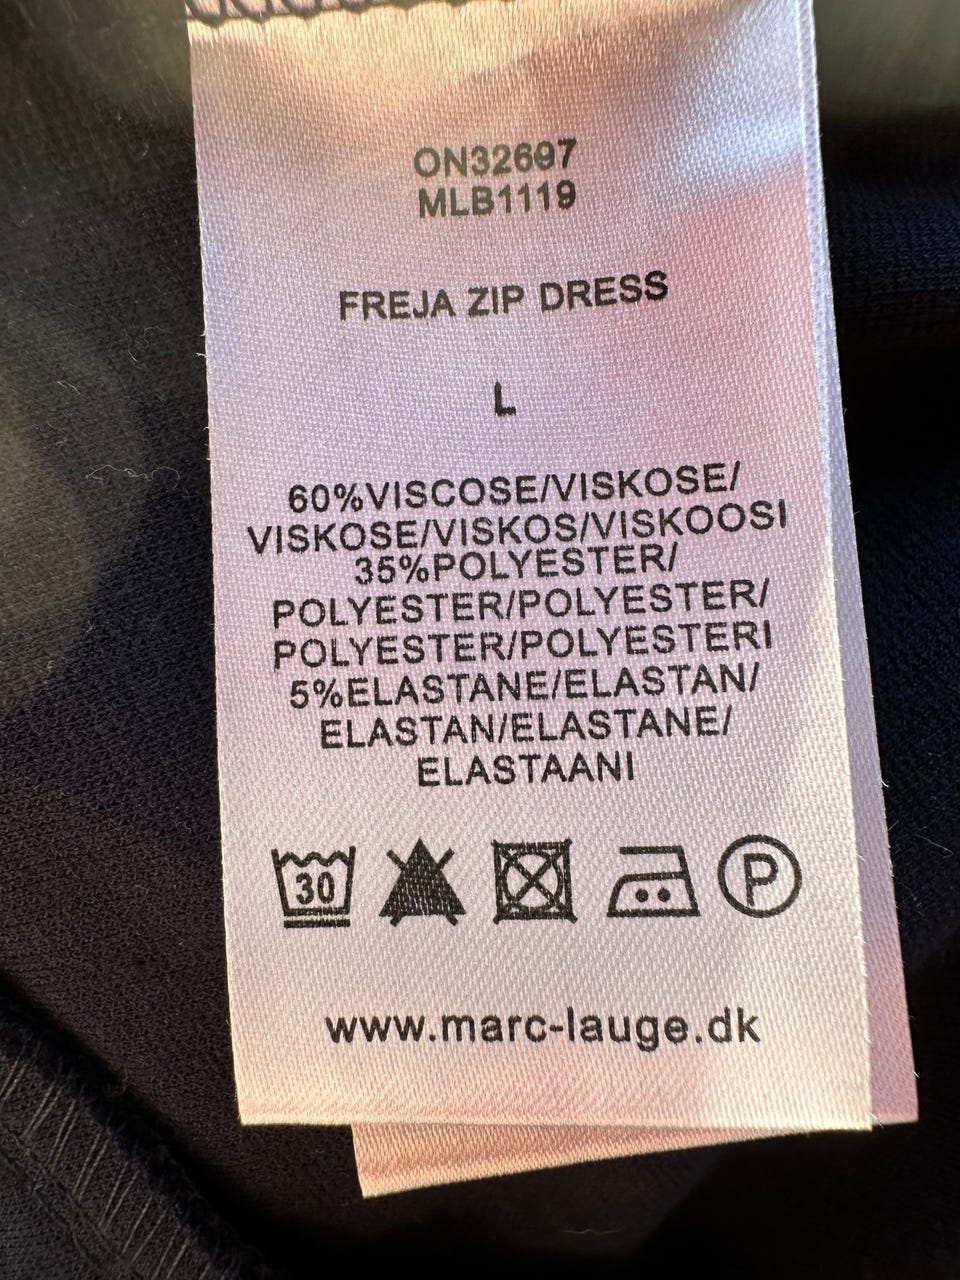 ON32697
MLB1119
FREJA ZIP DRESS
L
60%VISCOSE/VISKOSE/
VISKOSE/VISKOS/VISKOOSI
35%POLYESTER/
POLYESTER/POLYESTER/
POLYESTER/POLYESTERI
5%ELASTANE/ELASTAN/
ELASTAN/ELASTANE/
ELASTAANI
30 P
www.marc-lauge.dk